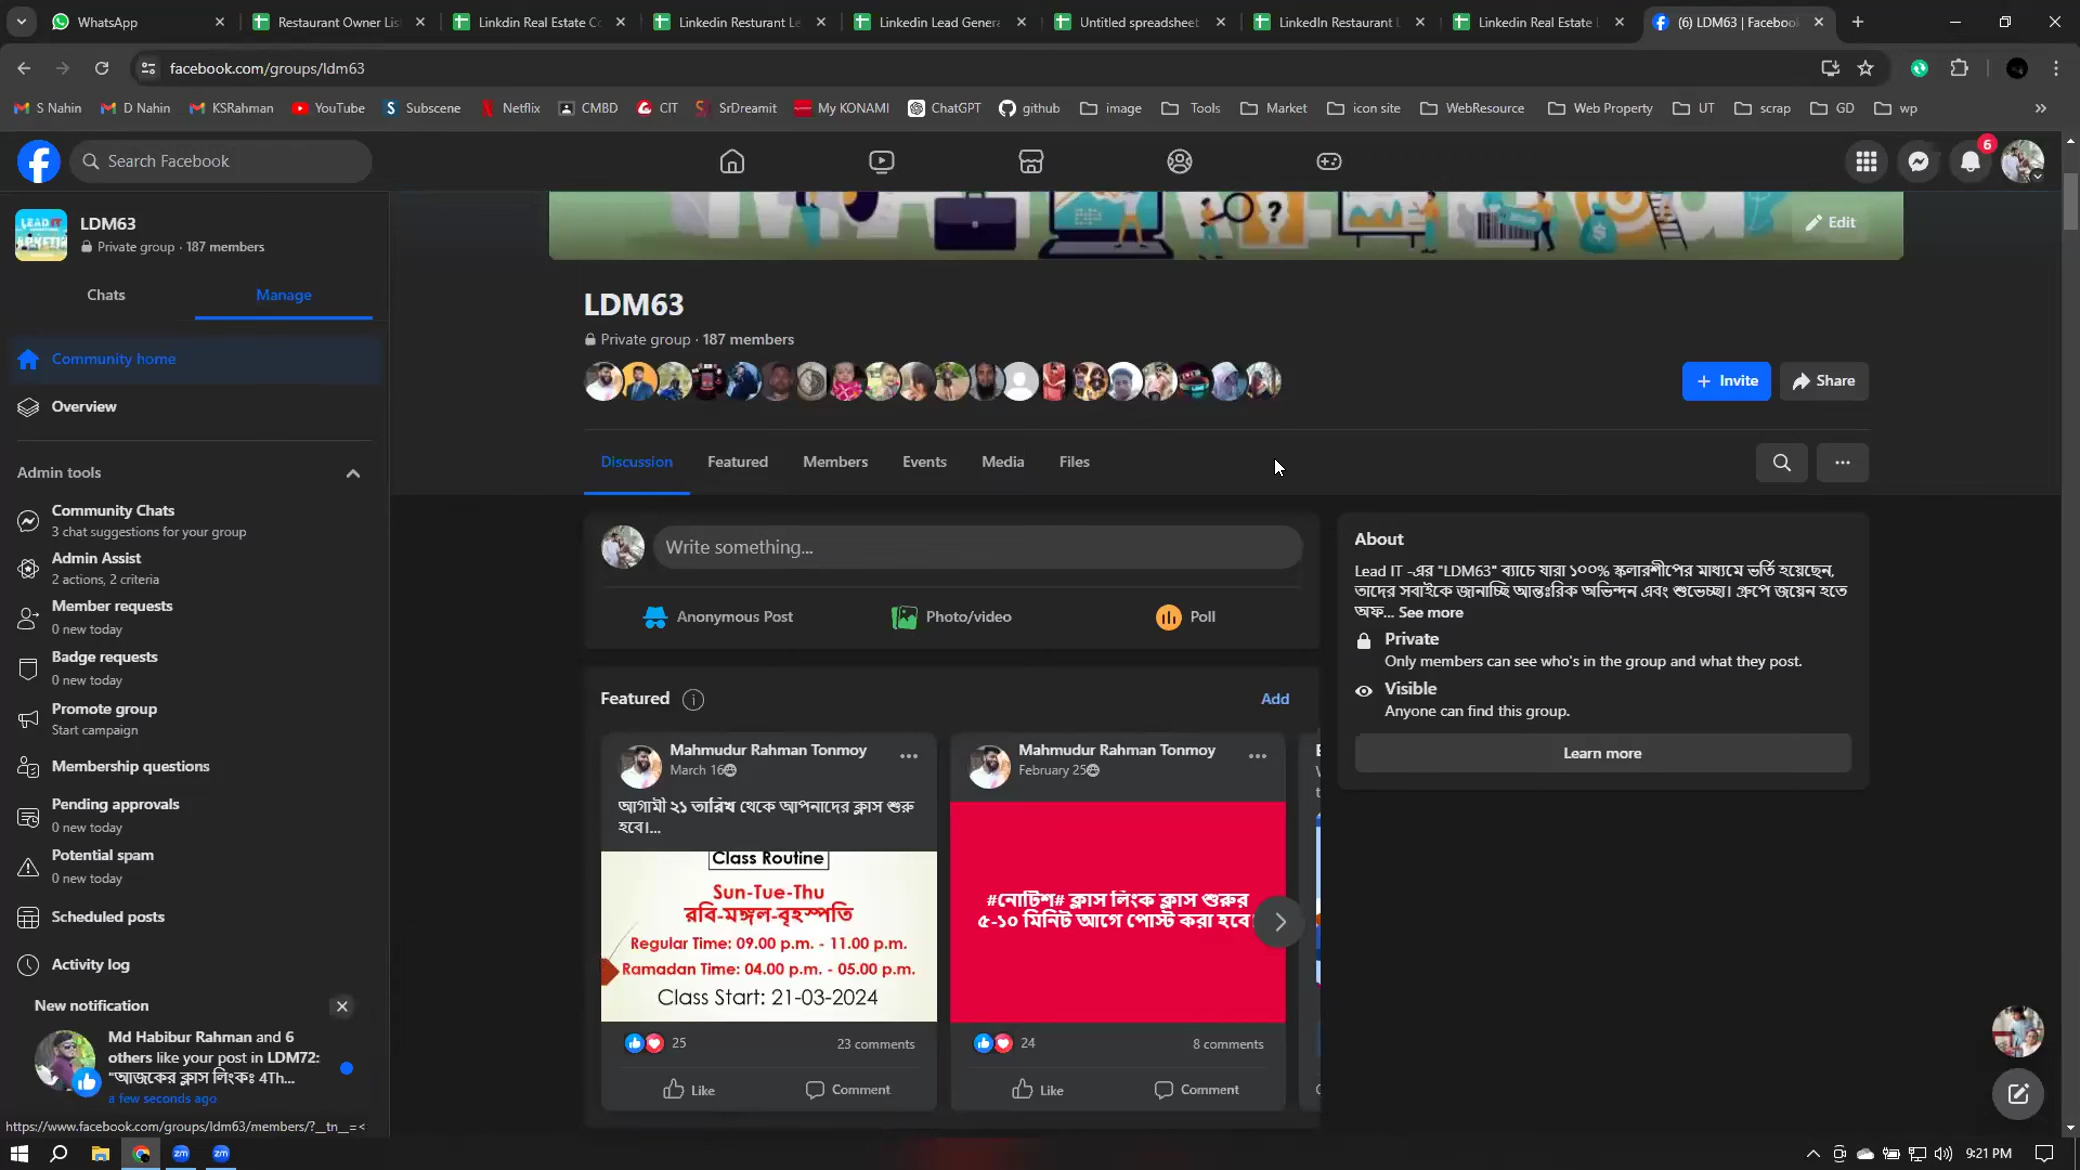 WhatsApp
Restaurant Owner Lis
Linkdin Real Estate Co
Linkedin Resturant Le
Linkedin Lead Genera
Untitled spreadsheet
LinkedIn Restaurant L
Linkedin Real Estate L
(6) LDM63 | Facebook
facebook.com/groups/ldm63
S Nahin
D Nahin
KSRahman
YouTube
Subscene
Netflix
CMBD
CIT
SrDreamit
My KONAMI
ChatGPT
github
image
Tools
Market
icon site
WebResource
Web Property
UT
scrap
GD
wp
Search Facebook
6
LDM63
Private group · 187 members
Chats
Manage
Community home
Overview
Admin tools
Community Chats
3 chat suggestions for your group
Admin Assist
2 actions, 2 criteria
Member requests
0 new today
Badge requests
0 new today
Promote group
Start campaign
Membership questions
Pending approvals
0 new today
Potential spam
0 new today
Scheduled posts
Activity log
New notification
Md Habibur Rahman and 6
others like your post in LDM72:
"আজকের ক্লাস লিংকঃ 4Th...
a few seconds ago
https://www.facebook.com/groups/ldm63/members/?__tn__=<
Edit
LDM63
Private group · 187 members
Invite
Share
Discussion
Featured
Members
Events
Media
Files
Write something...
Anonymous Post
Photo/video
Poll
Featured
Add
Mahmudur Rahman Tonmoy
March 16
আগামী ২১ তারিখ থেকে আপনাদের ক্লাস শুরু
হবে।...
Class Routine
Sun-Tue-Thu
রবি-মঙ্গল-বৃহস্পতি
Regular Time: 09.00 p.m. - 11.00 p.m.
Ramadan Time: 04.00 p.m. - 05.00 p.m.
Class Start: 21-03-2024
25
23 comments
Like
Comment
Mahmudur Rahman Tonmoy
February 25
#নোটিশ# ক্লাস লিংক ক্লাস শুরুর
৫-১০ মিনিট আগে পোস্ট করা হবে
24
8 comments
Like
Comment
About
Lead IT -এর "LDM63" ব্যাচে যারা ১০০% স্কলারশীপের মাধ্যমে ভর্তি হয়েছেন,
তাদের সবাইকে জানাচ্ছি আন্তঃরিক অভিন্দন এবং শুভেচ্ছা। গ্রুপে জয়েন হতে
অফ... See more
Private
Only members can see who's in the group and what they post.
Visible
Anyone can find this group.
Learn more
9:21 PM